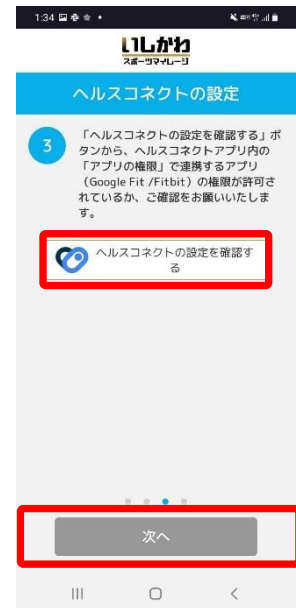 1:34
いしかわ
スポーツマイレージ
ヘルスコネクトの設定
3
「ヘルスコネクトの設定を確認する」ボ
タンから、ヘルスコネクトアプリ内の
「アプリの権限」で連携するアプリ
（Google Fit /Fitbit）の権限が許可さ
れているか、ご確認をお願いいたしま
す。
ヘルスコネクトの設定を確認す
る
次へ